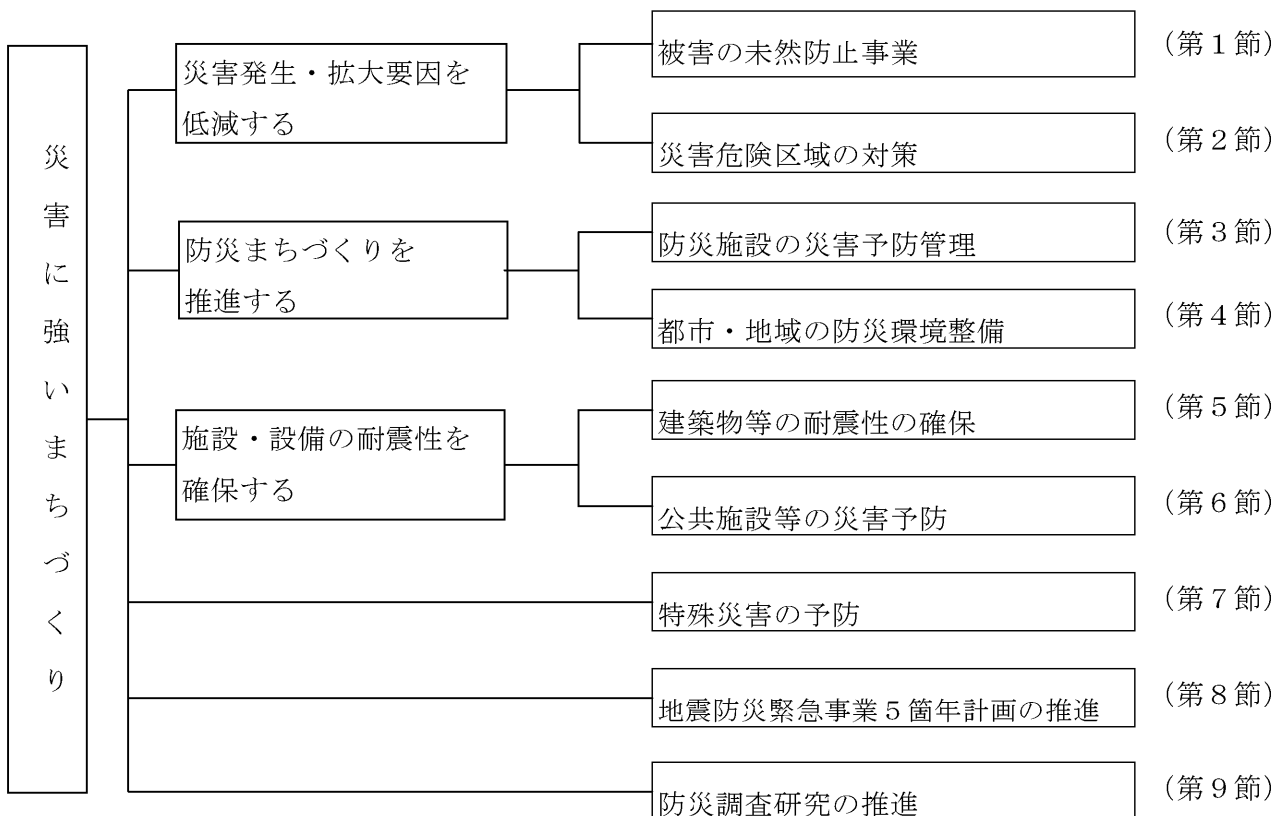 災害に強いまちづくり
災害発生・拡大要因を
低減する
被害の未然防止事業
(第1節)
災害危険区域の対策
(第2節)
防災まちづくりを
推進する
防災施設の災害予防管理
(第3節)
都市・地域の防災環境整備
(第4節)
施設・設備の耐震性を
確保する
建築物等の耐震性の確保
(第5節)
公共施設等の災害予防
(第6節)
特殊災害の予防
(第7節)
地震防災緊急事業5箇年計画の推進
(第8節)
防災調査研究の推進
(第9節)